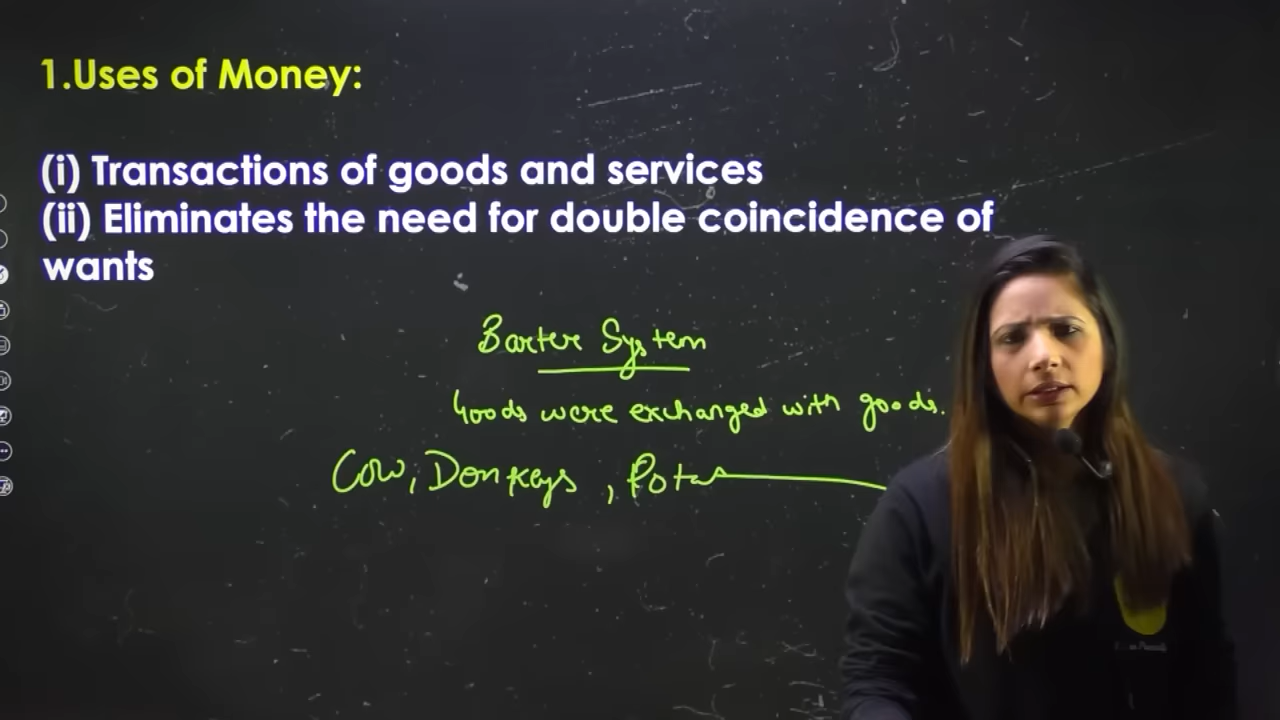 1.Uses of Money:
(i) Transactions of goods and services
(ii) Eliminates the need for double coincidence of
wants
Barter System
Goods were exchanged with goods.
Cow, Donkeys, Pota